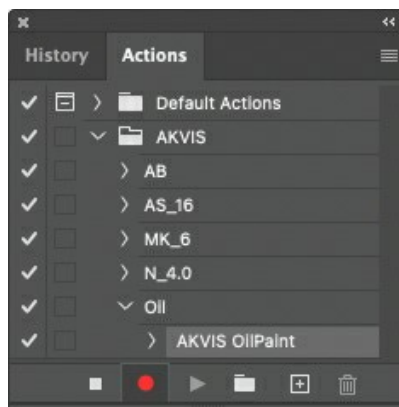 History Actions
Default Actions
AKVIS
AB
AS_16
MK_6
N_4.0
Oil
AKVIS OilPaint